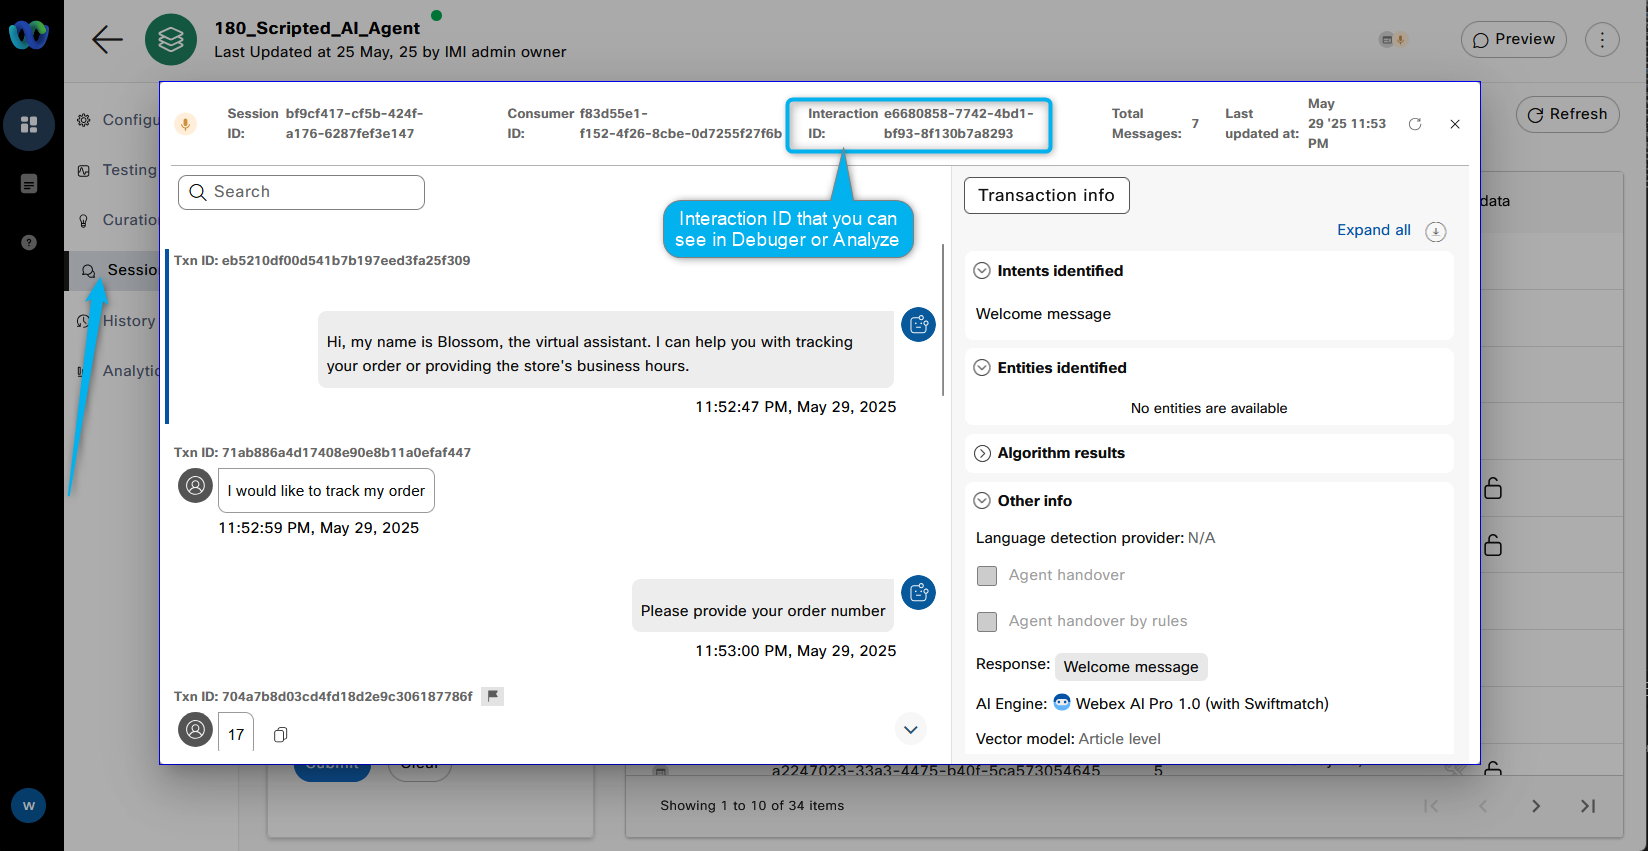 180_Scripted_AI_Agent
Last Updated at 25 May, 25 by IMI admin owner
Preview
Refresh
Testing
History
data
Session ID: bf9cf417-cf5b-424f-a176-6287fef3e147
Consumer ID: f83d55e1-f152-4f26-8cbe-0d7255f27f6b
Interaction ID: e6680858-7742-4bd1-bf93-8f130b7a8293
Total Messages: 7
Last updated at: May 29 '25 11:53 PM
Search
Interaction ID that you can
see in Debuger or Analyze
Txn ID: eb5210df00d541b7b197eed3fa25f309
Hi, my name is Blossom, the virtual assistant. I can help you with tracking
your order or providing the store's business hours.
11:52:47 PM, May 29, 2025
Txn ID: 71ab886a4d17408e90e8b11a0efaf447
I would like to track my order
11:52:59 PM, May 29, 2025
Please provide your order number
11:53:00 PM, May 29, 2025
Txn ID: 704a7b8d03cd4fd18d2e9c306187786f
17
Transaction info
Expand all
Intents identified
Welcome message
Entities identified
No entities are available
Algorithm results
Other info
Language detection provider: N/A
Agent handover
Agent handover by rules
Response: Welcome message
AI Engine: Webex AI Pro 1.0 (with Swiftmatch)
Vector model: Article level
Submit
Clear
a2247023-33a3-4475-b40f-5ca573054645 5
W
Showing 1 to 10 of 34 items